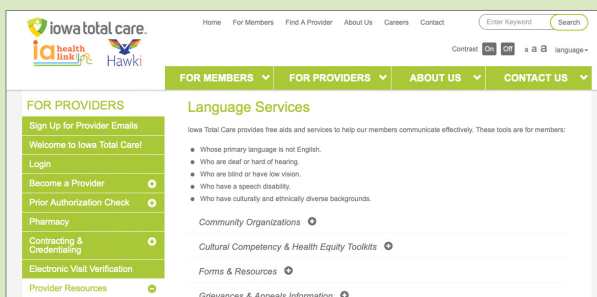 iowa total care
ia health link
Hawki
Home For Members Find A Provider About Us Careers Contact
Enter Keyword Search
Contrast On Off a a a language
FOR MEMBERS FOR PROVIDERS ABOUT US CONTACT US
FOR PROVIDERS
Sign Up for Provider Emails
Welcome to Iowa Total Care!
Login
Become a Provider
Prior Authorization Check
Pharmacy
Contracting &
Credentialing
Electronic Visit Verification
Provider Resources
Language Services
Iowa Total Care provides free aids and services to help our members communicate effectively. These tools are for members:
Whose primary language is not English.
Who are deaf or hard of hearing.
Who are blind or have low vision.
Who have a speech disability.
Who have culturally and ethnically diverse backgrounds.
Community Organizations
Cultural Competency & Health Equity Toolkits
Forms & Resources
Grievances & Appeals Information